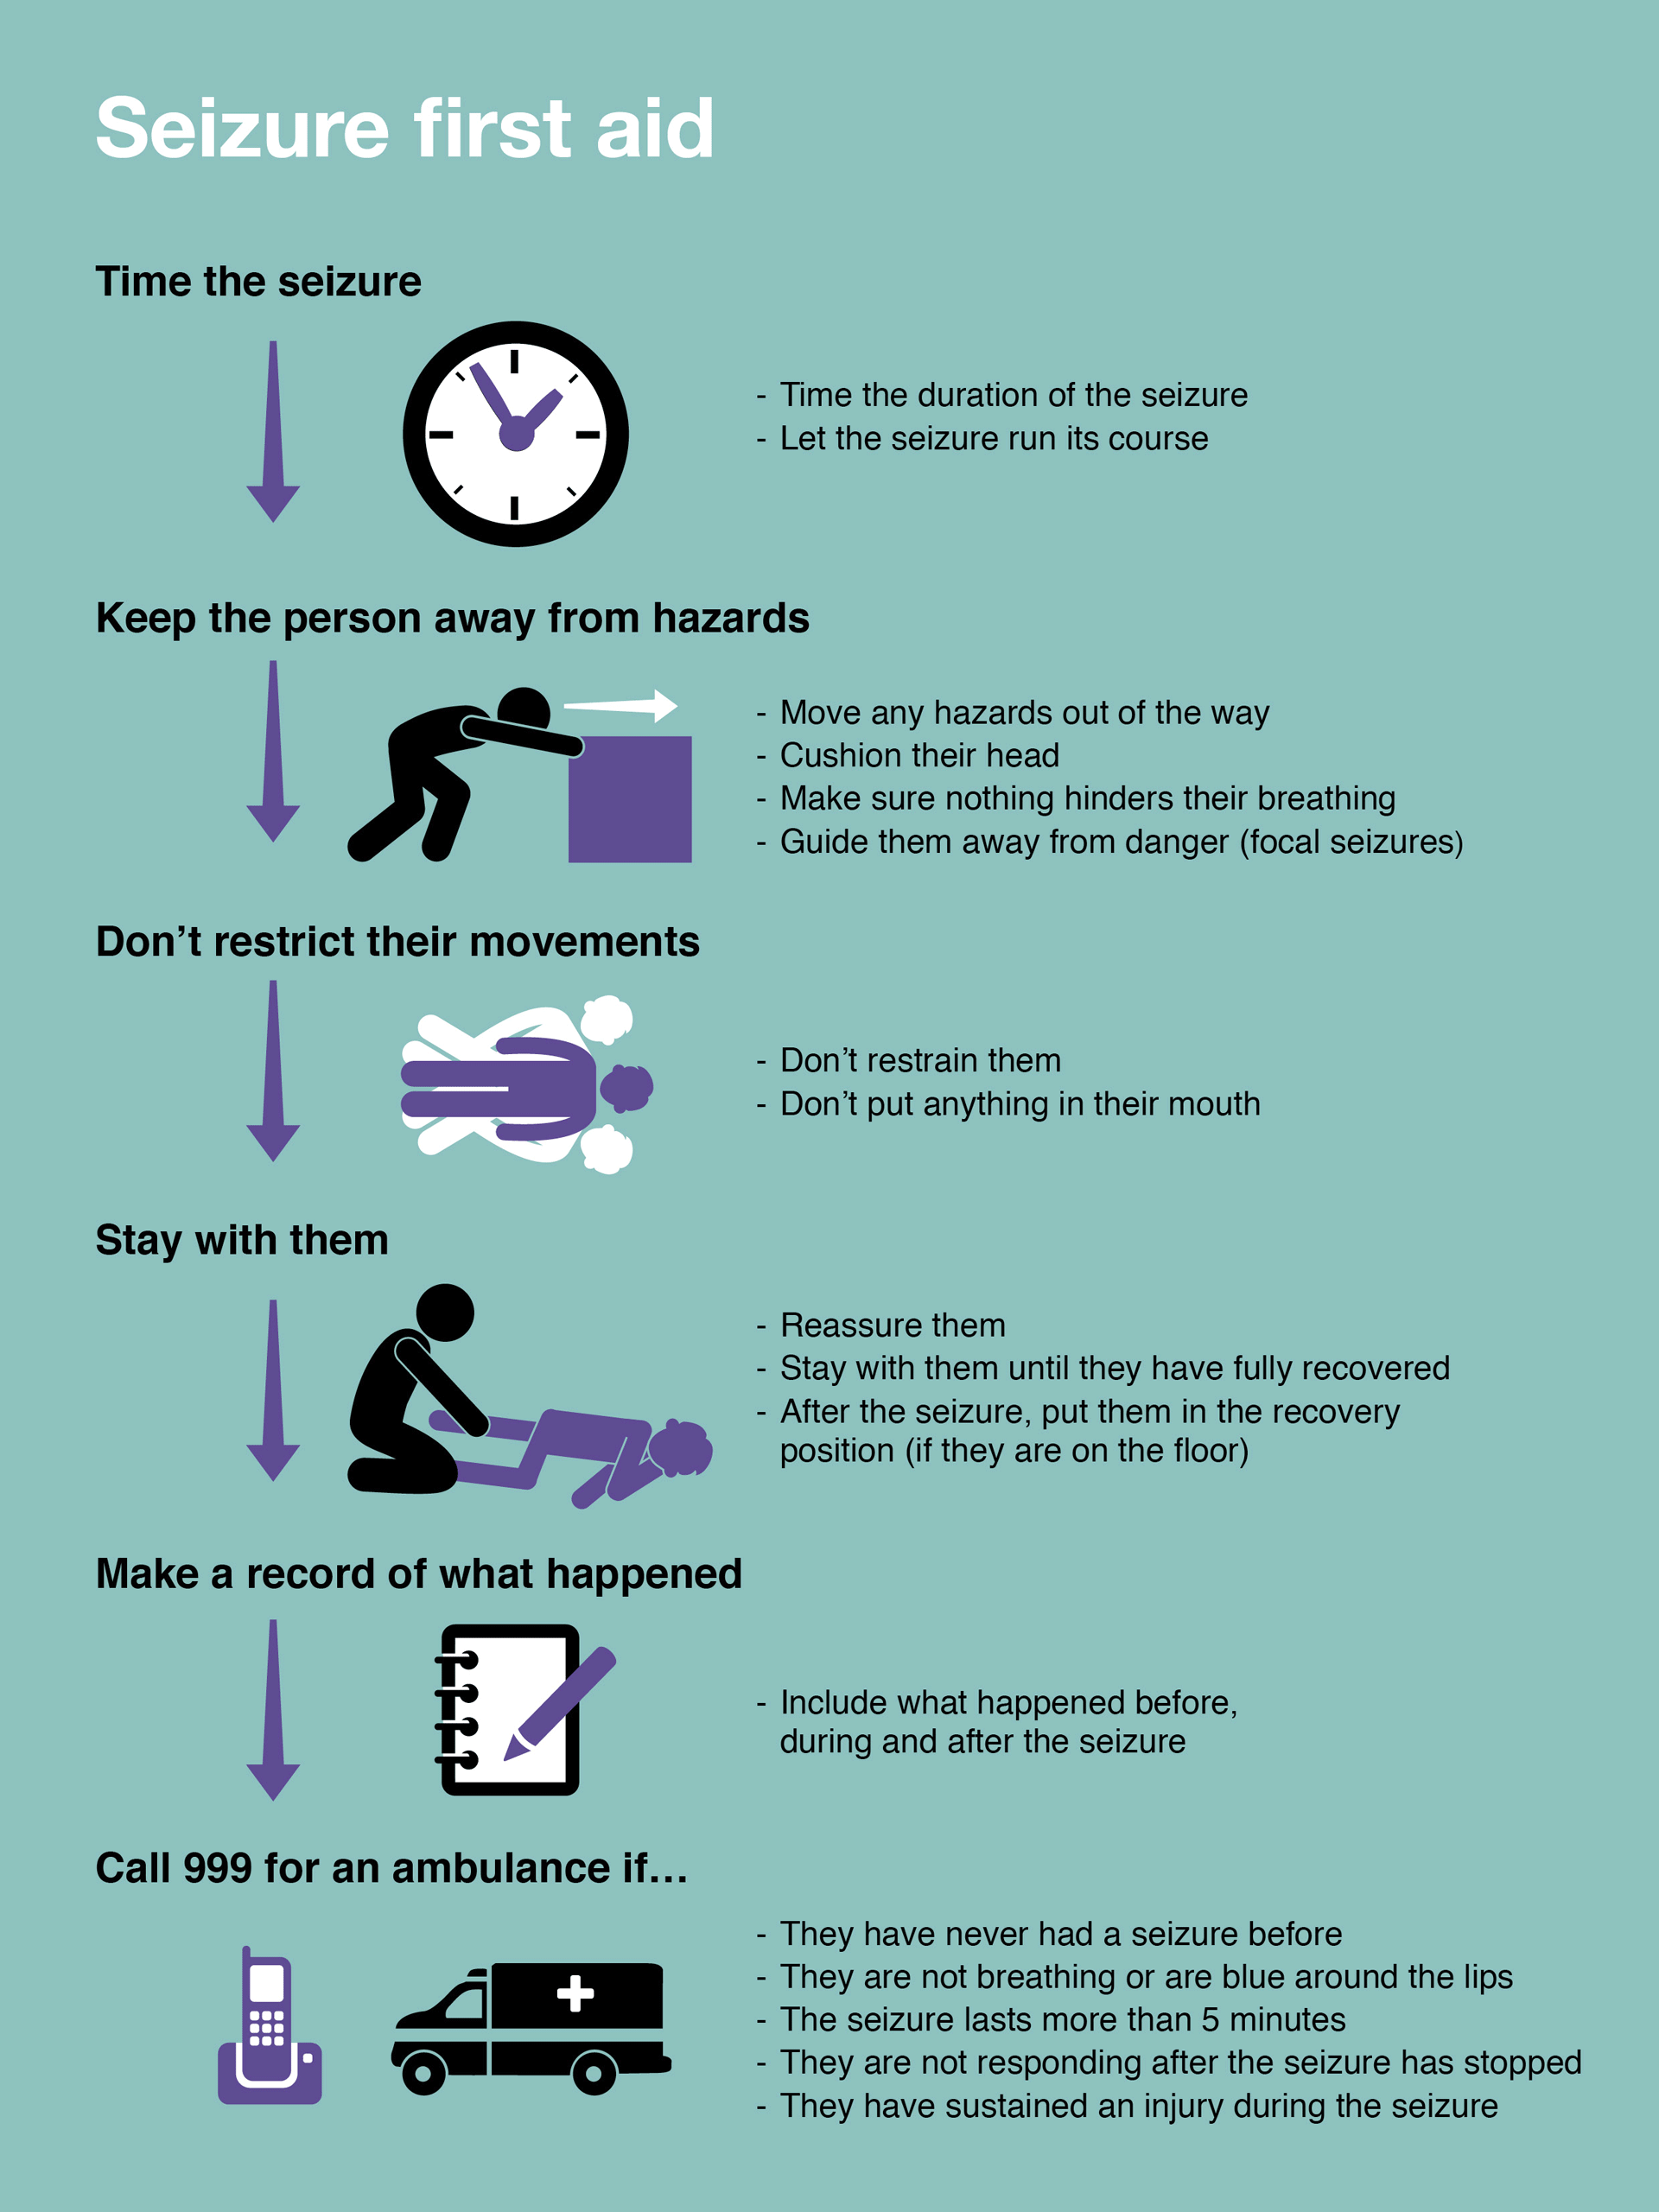 Seizure first aid
Time the seizure
- Time the duration of the seizure
- Let the seizure run its course
Keep the person away from hazards
- Move any hazards out of the way
- Cushion their head
- Make sure nothing hinders their breathing
- Guide them away from danger (focal seizures)
Don’t restrict their movements
- Don’t restrain them
- Don’t put anything in their mouth
Stay with them
- Reassure them
- Stay with them until they have fully recovered
- After the seizure, put them in the recovery
position (if they are on the floor)
Make a record of what happened
- Include what happened before,
during and after the seizure
Call 999 for an ambulance if…
- They have never had a seizure before
- They are not breathing or are blue around the lips
- The seizure lasts more than 5 minutes
- They are not responding after the seizure has stopped
- They have sustained an injury during the seizure